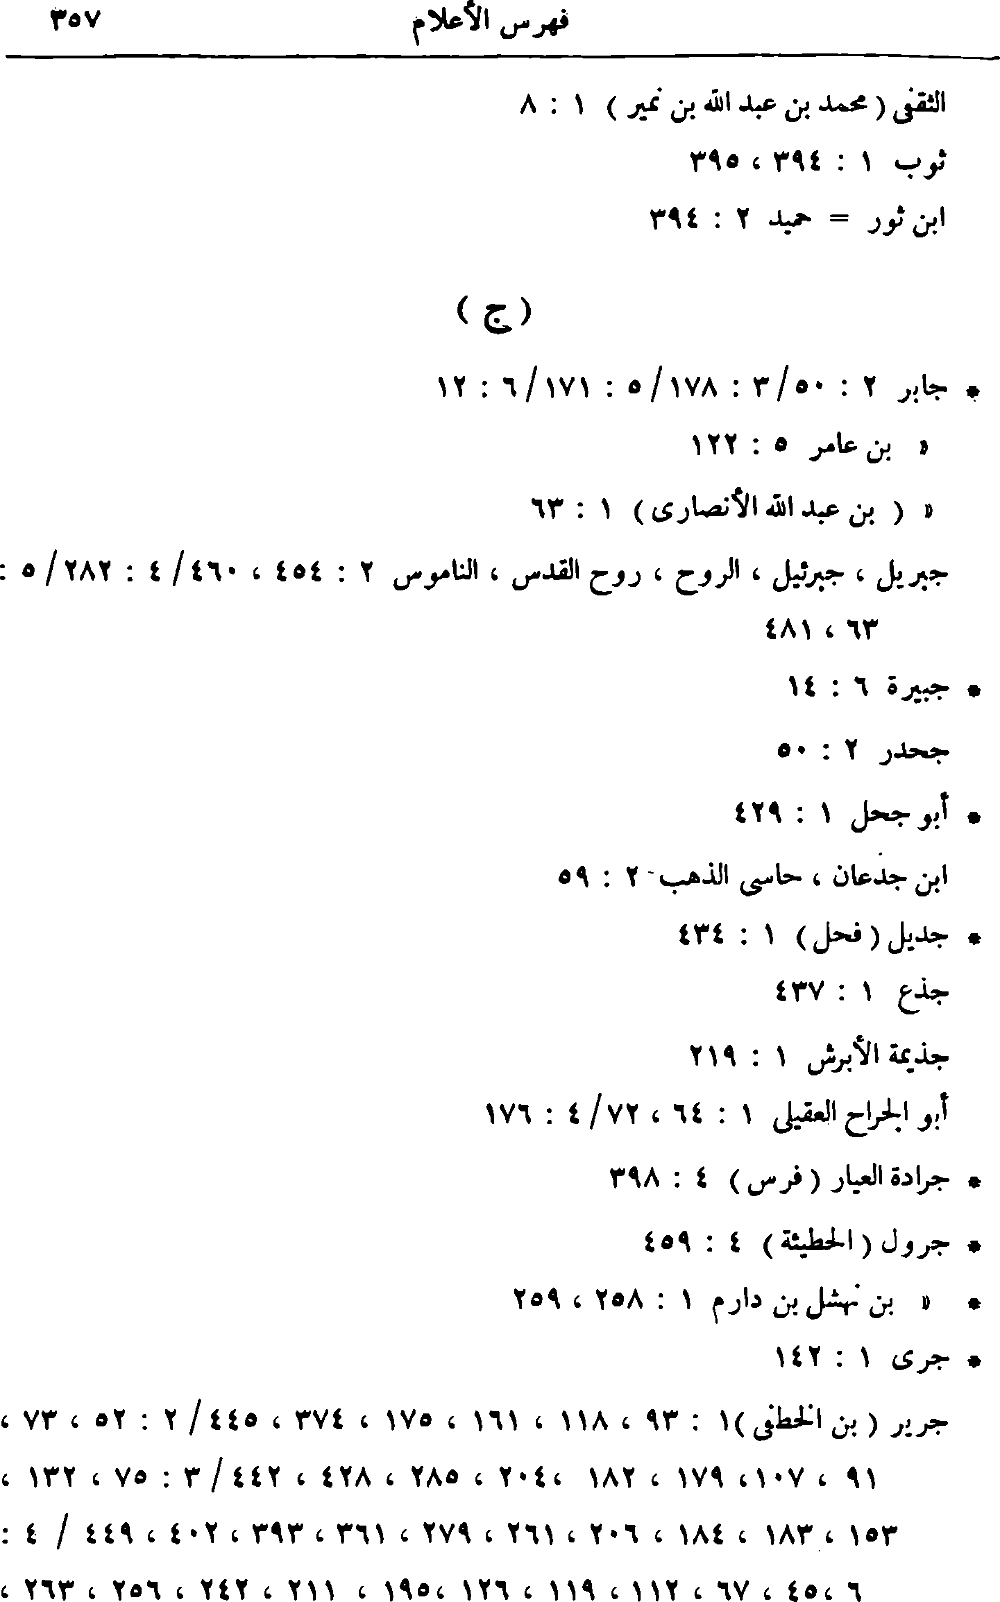 فهرس الأعلام ٣٥٧
الثقفى ( محمد بن عبد الله بن نمير ) ١ : ٨
ثوب ١ : ٣٩٤ ، ٣٩٥
ابن ثور = حميد ٢ : ٣٩٤
( ج )
* جابر ٢ : ٥٠ / ٣ : ١٧٨ / ٥ : ١٧١ / ٦ : ١٢
» بن عامر ٥ : ١٢٢
» ( بن عبد الله الأنصارى ) ١ : ٦٣
جبريل ، جبرئيل ، الروح ، روح القدس ، الناموس ٢ : ٤٥٤ ، ٤٦٠ / ٤ : ٢٨٢ / ٥ :
٦٣ ، ٤٨١
* جبيرة ٦ : ١٤
جحدر ٢ : ٥٠
* أبو جحل ١ : ٤٢٩
ابن جدعان ، حاسى الذهب ٢ : ٥٩
* جديل ( فحل ) ١ : ٤٣٤
جذع ١ : ٤٣٧
جذيمة الأبرش ١ : ٢١٩
أبو الجراح العقيلى ١ : ٦٤ ، ٧٢ / ٤ : ١٧٦
* جرادة العيار ( فرس ) ٤ : ٣٩٨
* جرول ( الحطيئة ) ٤ : ٤٥٩
* » بن نهشل بن دارم ١ : ٢٥٨ ، ٢٥٩
* جرى ١ : ١٤٢
جرير ( بن الخطفى ) ١ : ٩٣ ، ١١٨ ، ١٦١ ، ١٧٥ ، ٣٧٤ ، ٤٤٥ / ٢ : ٥٢ ، ٧٣ ،
٩١ ، ١٠٧ ، ١٧٩ ، ١٨٢ ، ٢٠٤ ، ٢٨٥ ، ٤٢٨ ، ٤٤٢ / ٣ : ٧٥ ، ١٣٢ ،
١٥٣ ، ١٨٣ ، ١٨٤ ، ٢٠٦ ، ٢٦١ ، ٢٧٩ ، ٣٦١ ، ٣٩٣ ، ٤٠٢ ، ٤٤٩ / ٤ :
٦ ، ٤٥ ، ٦٧ ، ١١٢ ، ١١٩ ، ١٢٦ ، ١٩٥ ، ٢١١ ، ٢٤٢ ، ٢٥٦ ، ٢٦٣ ،